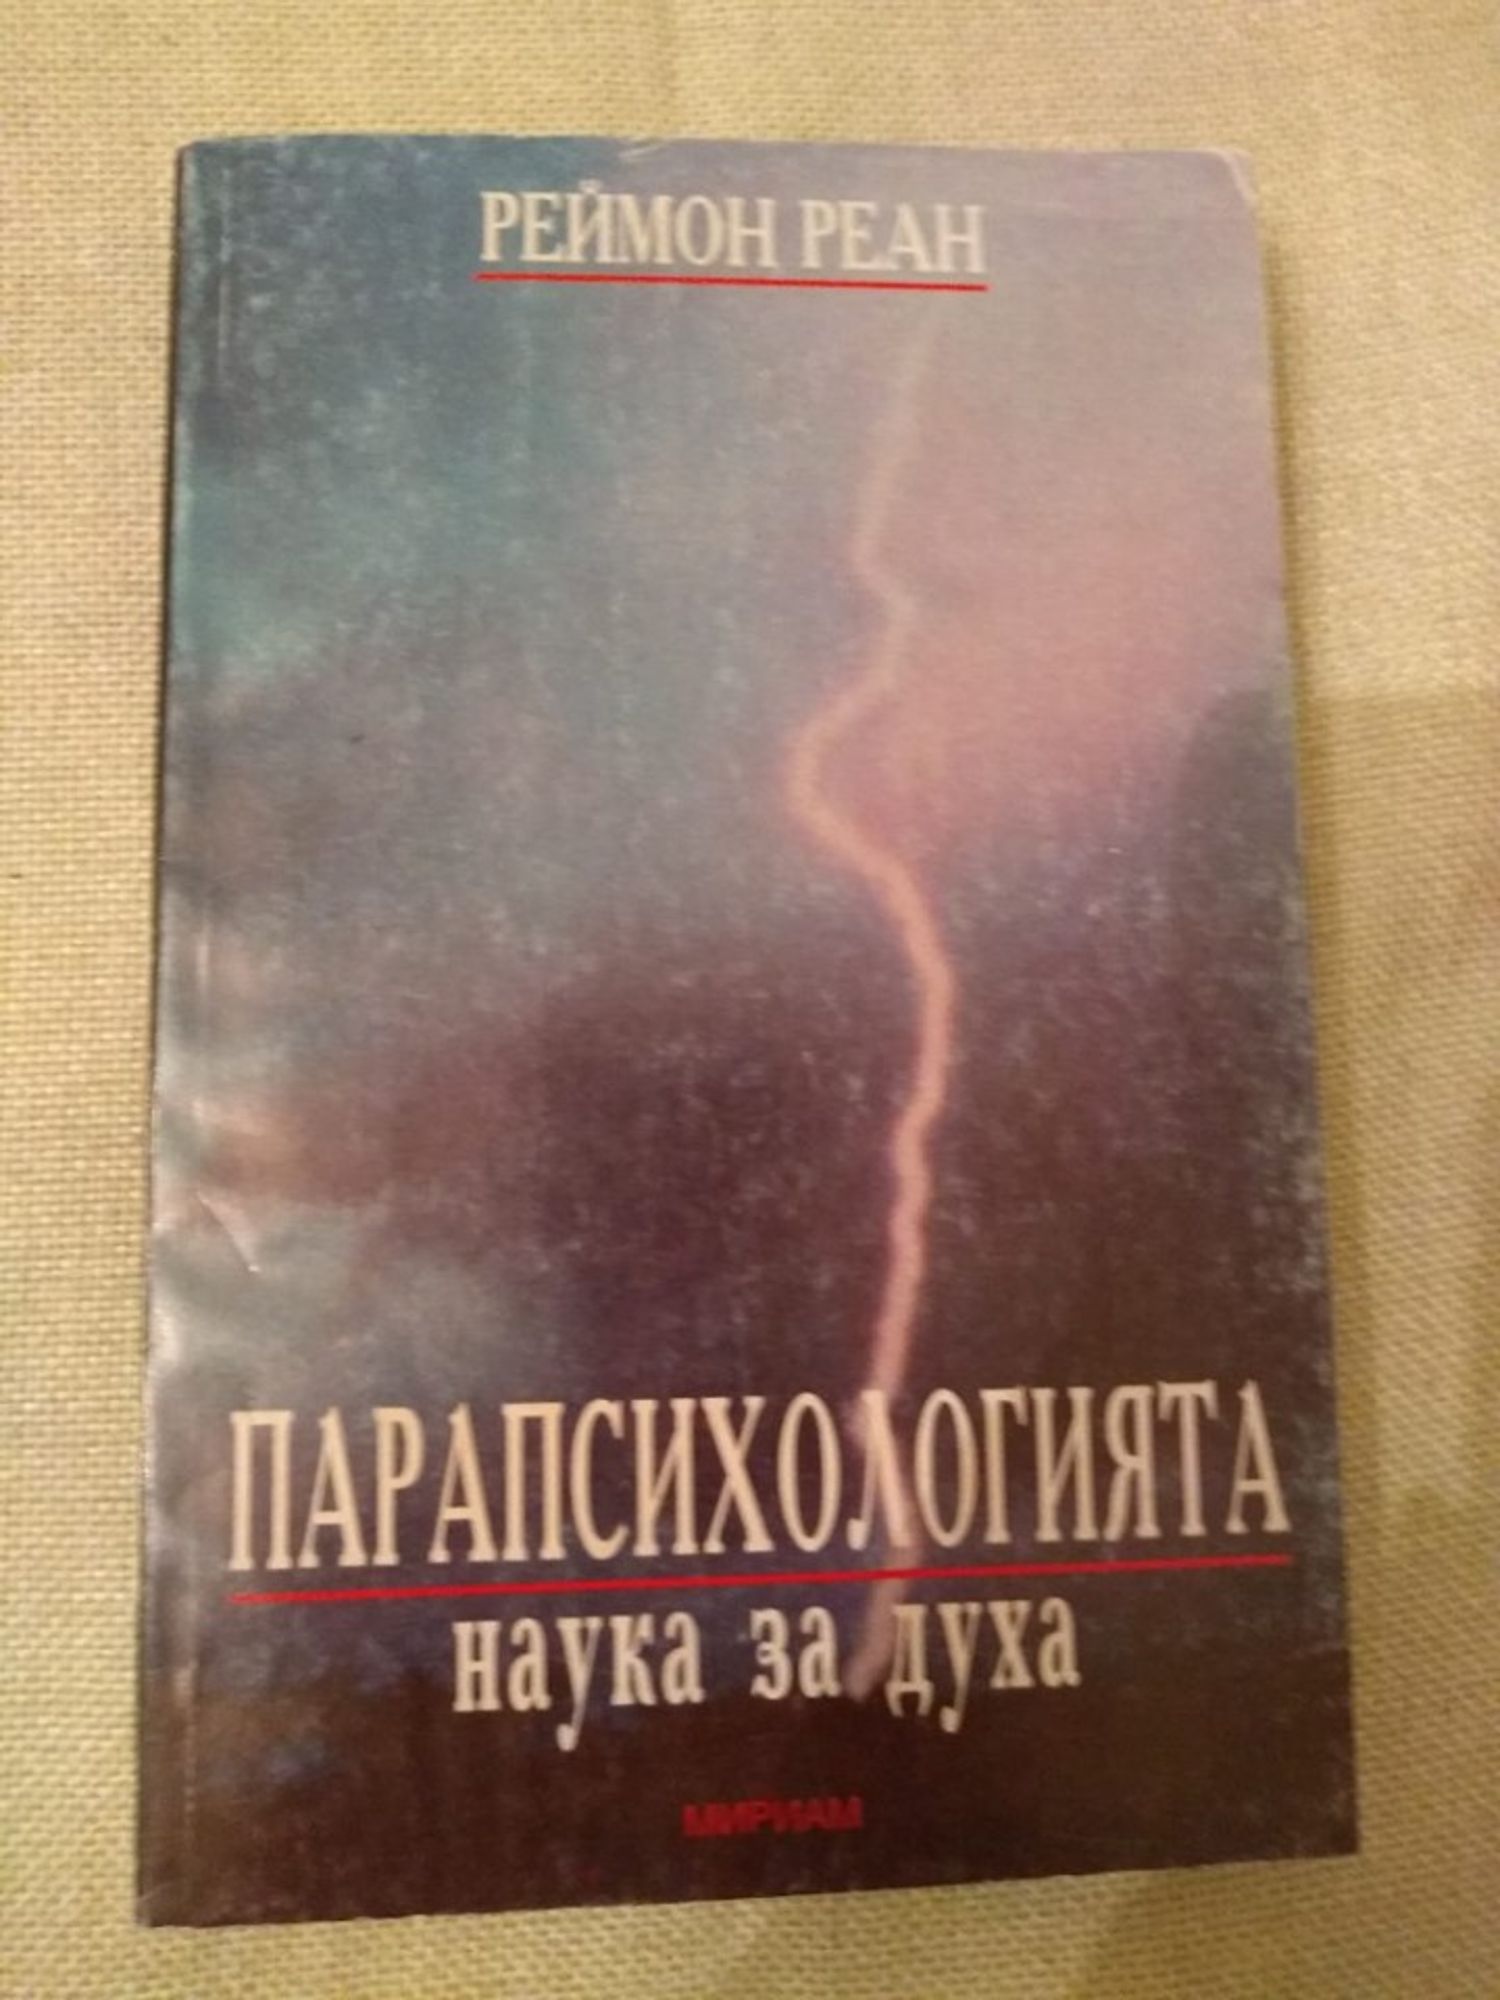 РЕЙМОН РЕАН
ПАРАПСИХОЛОГИЯТА
наука за духа
МИРИАМ